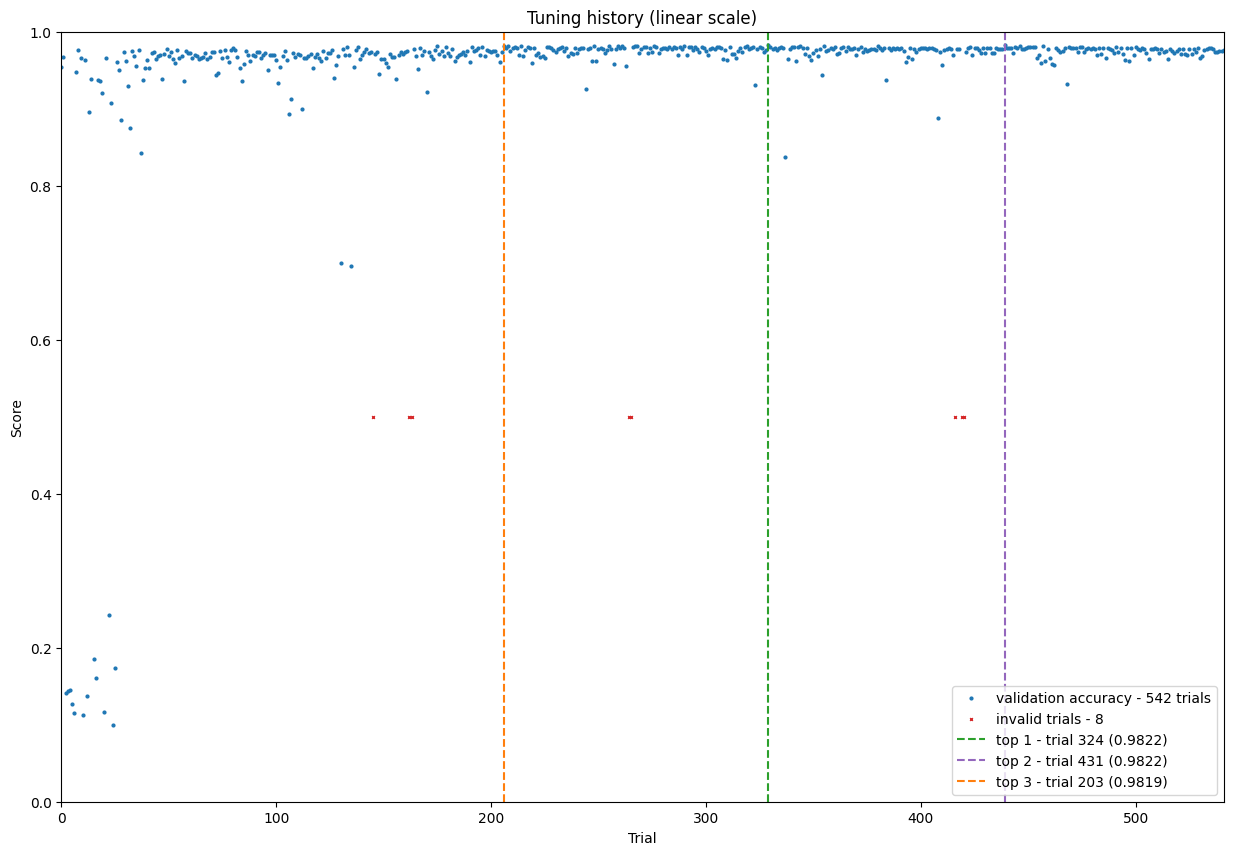 Tuning history (linear scale)
1.0
0.8
0.6
0.4
0.2
0.0
Score
0
100
200
300
400
500
Trial
validation accuracy - 542 trials
invalid trials - 8
top 1 - trial 324 (0.9822)
top 2 - trial 431 (0.9822)
top 3 - trial 203 (0.9819)